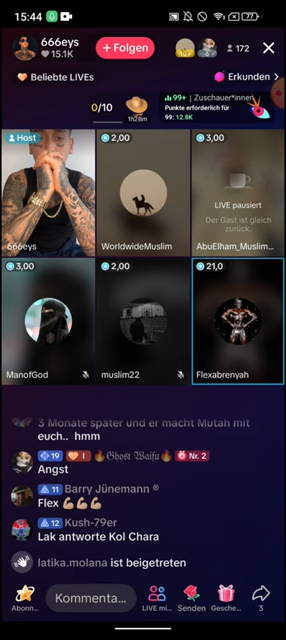 15:44
77
666eys
15.1K
+ Folgen
172
Beliebte LIVEs
Erkunden
0/10
1h28m
99+ | Zuschauer*innen
Punkte erforderlich für
99: 12.8K
Host
2,00
3,00
LIVE pausiert
Der Gast ist gleich
zurück.
666eys
WorldwideMuslim
AbuElham_Muslim...
3,00
2,00
21,0
ManofGod
muslim22
Flexabrenyah
3 Monate später und er macht Mutah mit
euch.. hmm
19 I 🔥𝔊𝔥𝔬𝔰𝔱 𝔚𝔞𝔦𝔣𝔲🔥 Nr. 2
Angst
11 Barry Jünemann ®
Flex 💪🏼💪🏼💪🏼
12 Kush-79er
Lak antworte Kol Chara
latika.molana ist beigetreten
Abonn...
Kommenta...
LIVE mi...
Senden
Gesche...
3